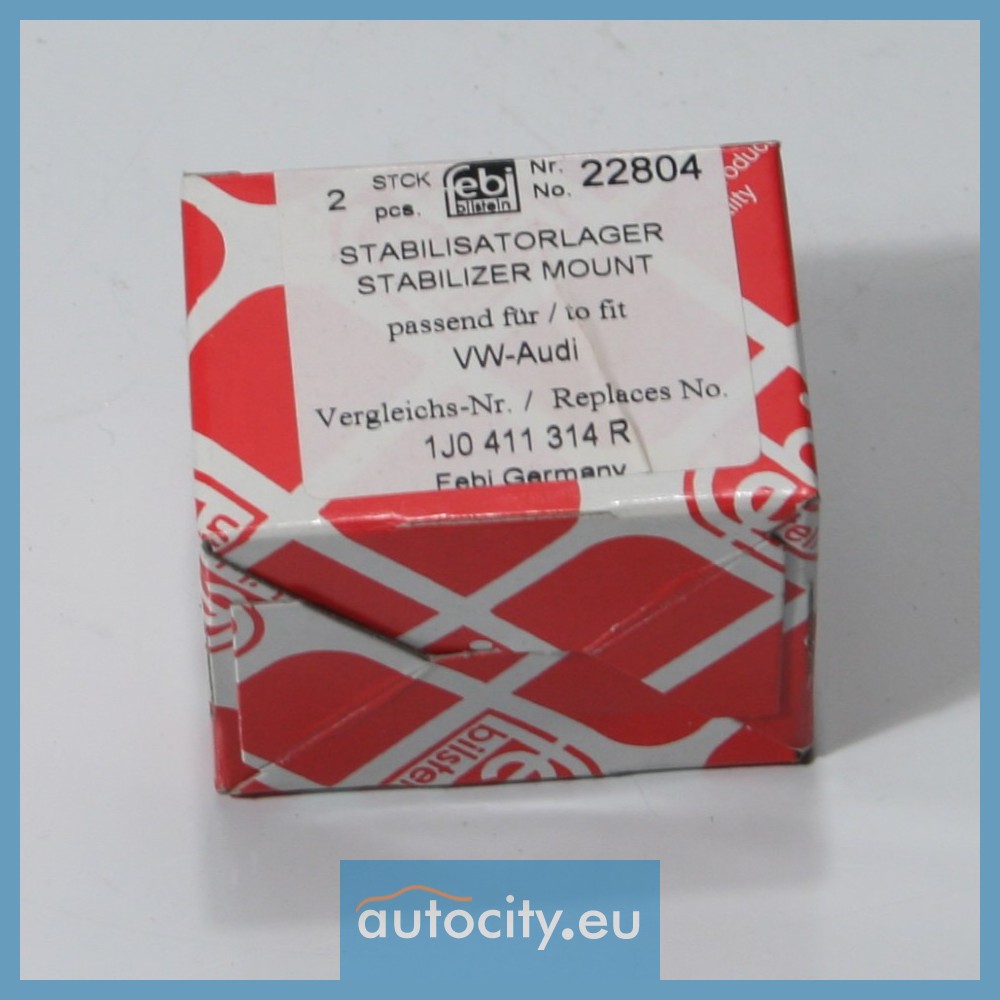 2 STCK pcs. febi bilstein Nr. No. 22804
STABILISATORLAGER
STABILIZER MOUNT
passend für / to fit
VW-Audi
Vergleichs-Nr. / Replaces No.
1J0 411 314 R
Febi Germany
bilstei
autocity.eu